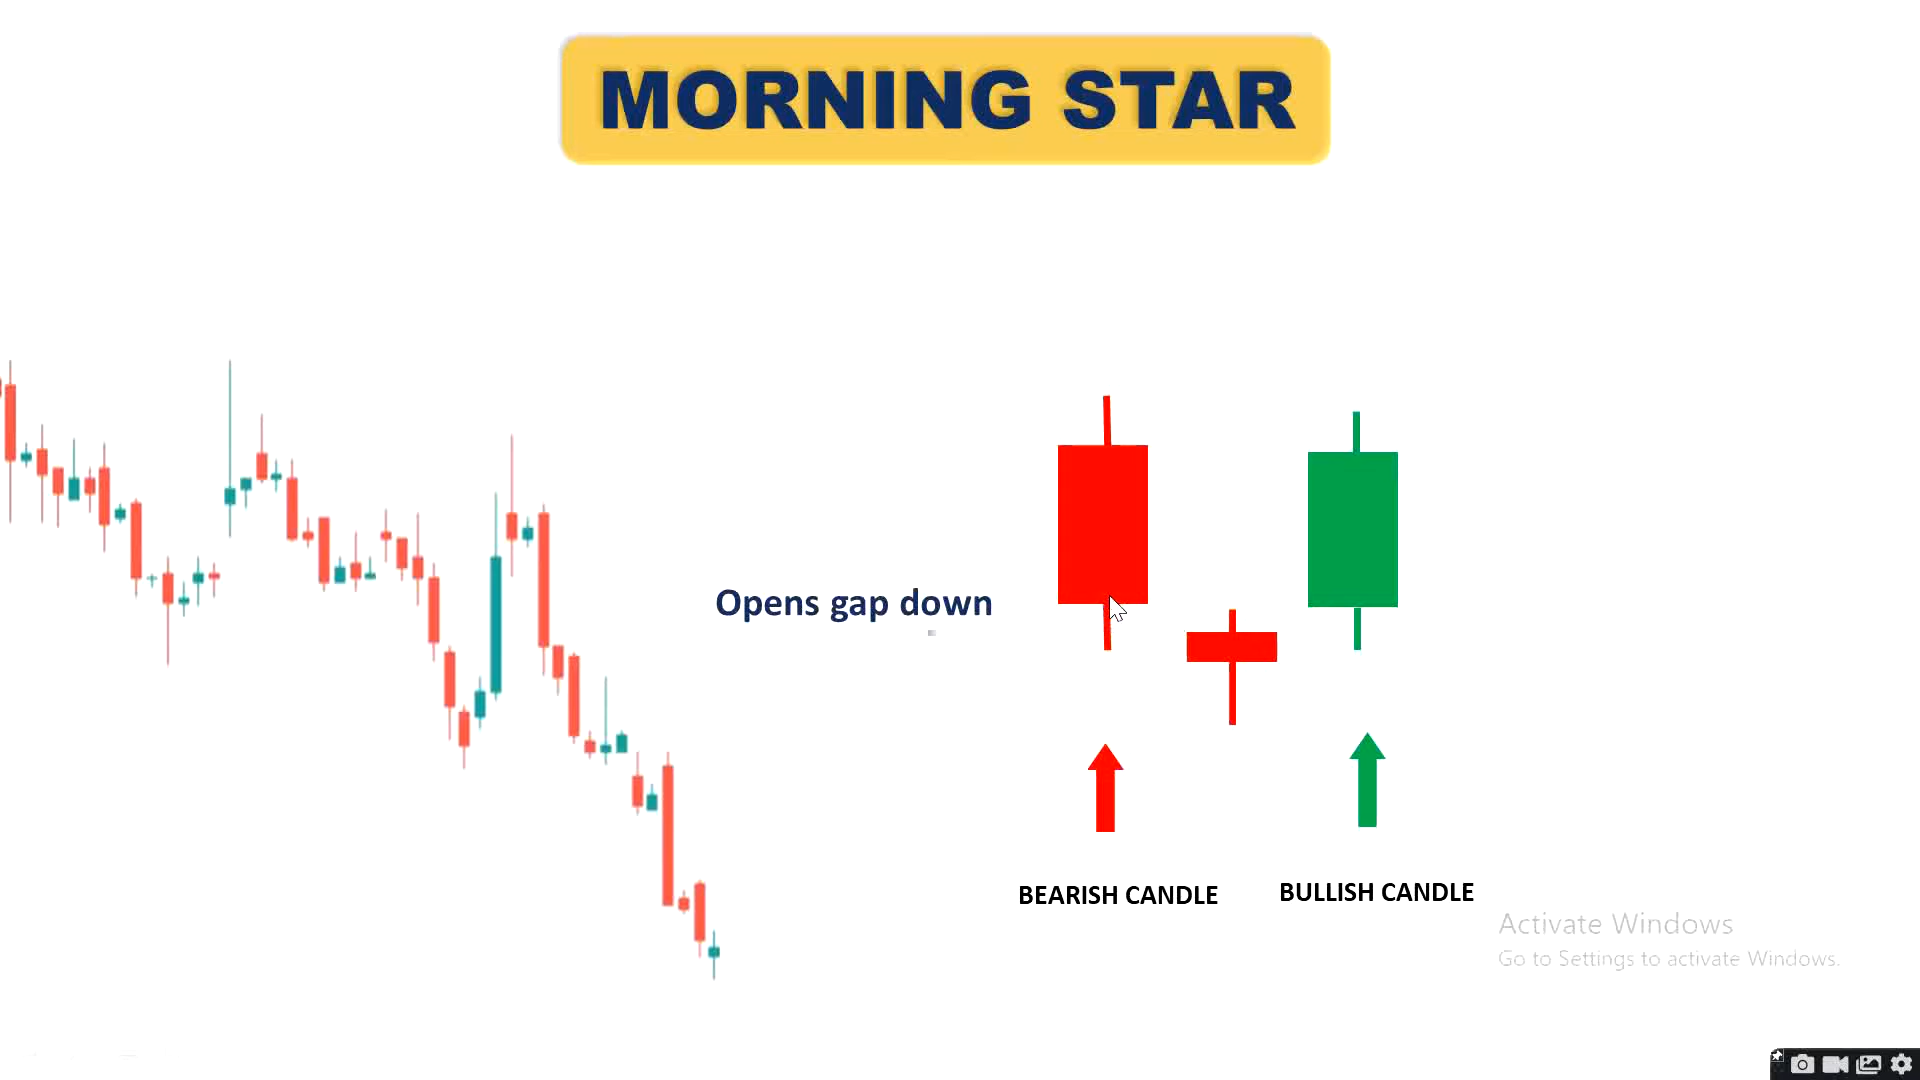 MORNING STAR
Opens gap down
BEARISH CANDLE
BULLISH CANDLE
Activate Windows
Go to Settings to activate Windows.